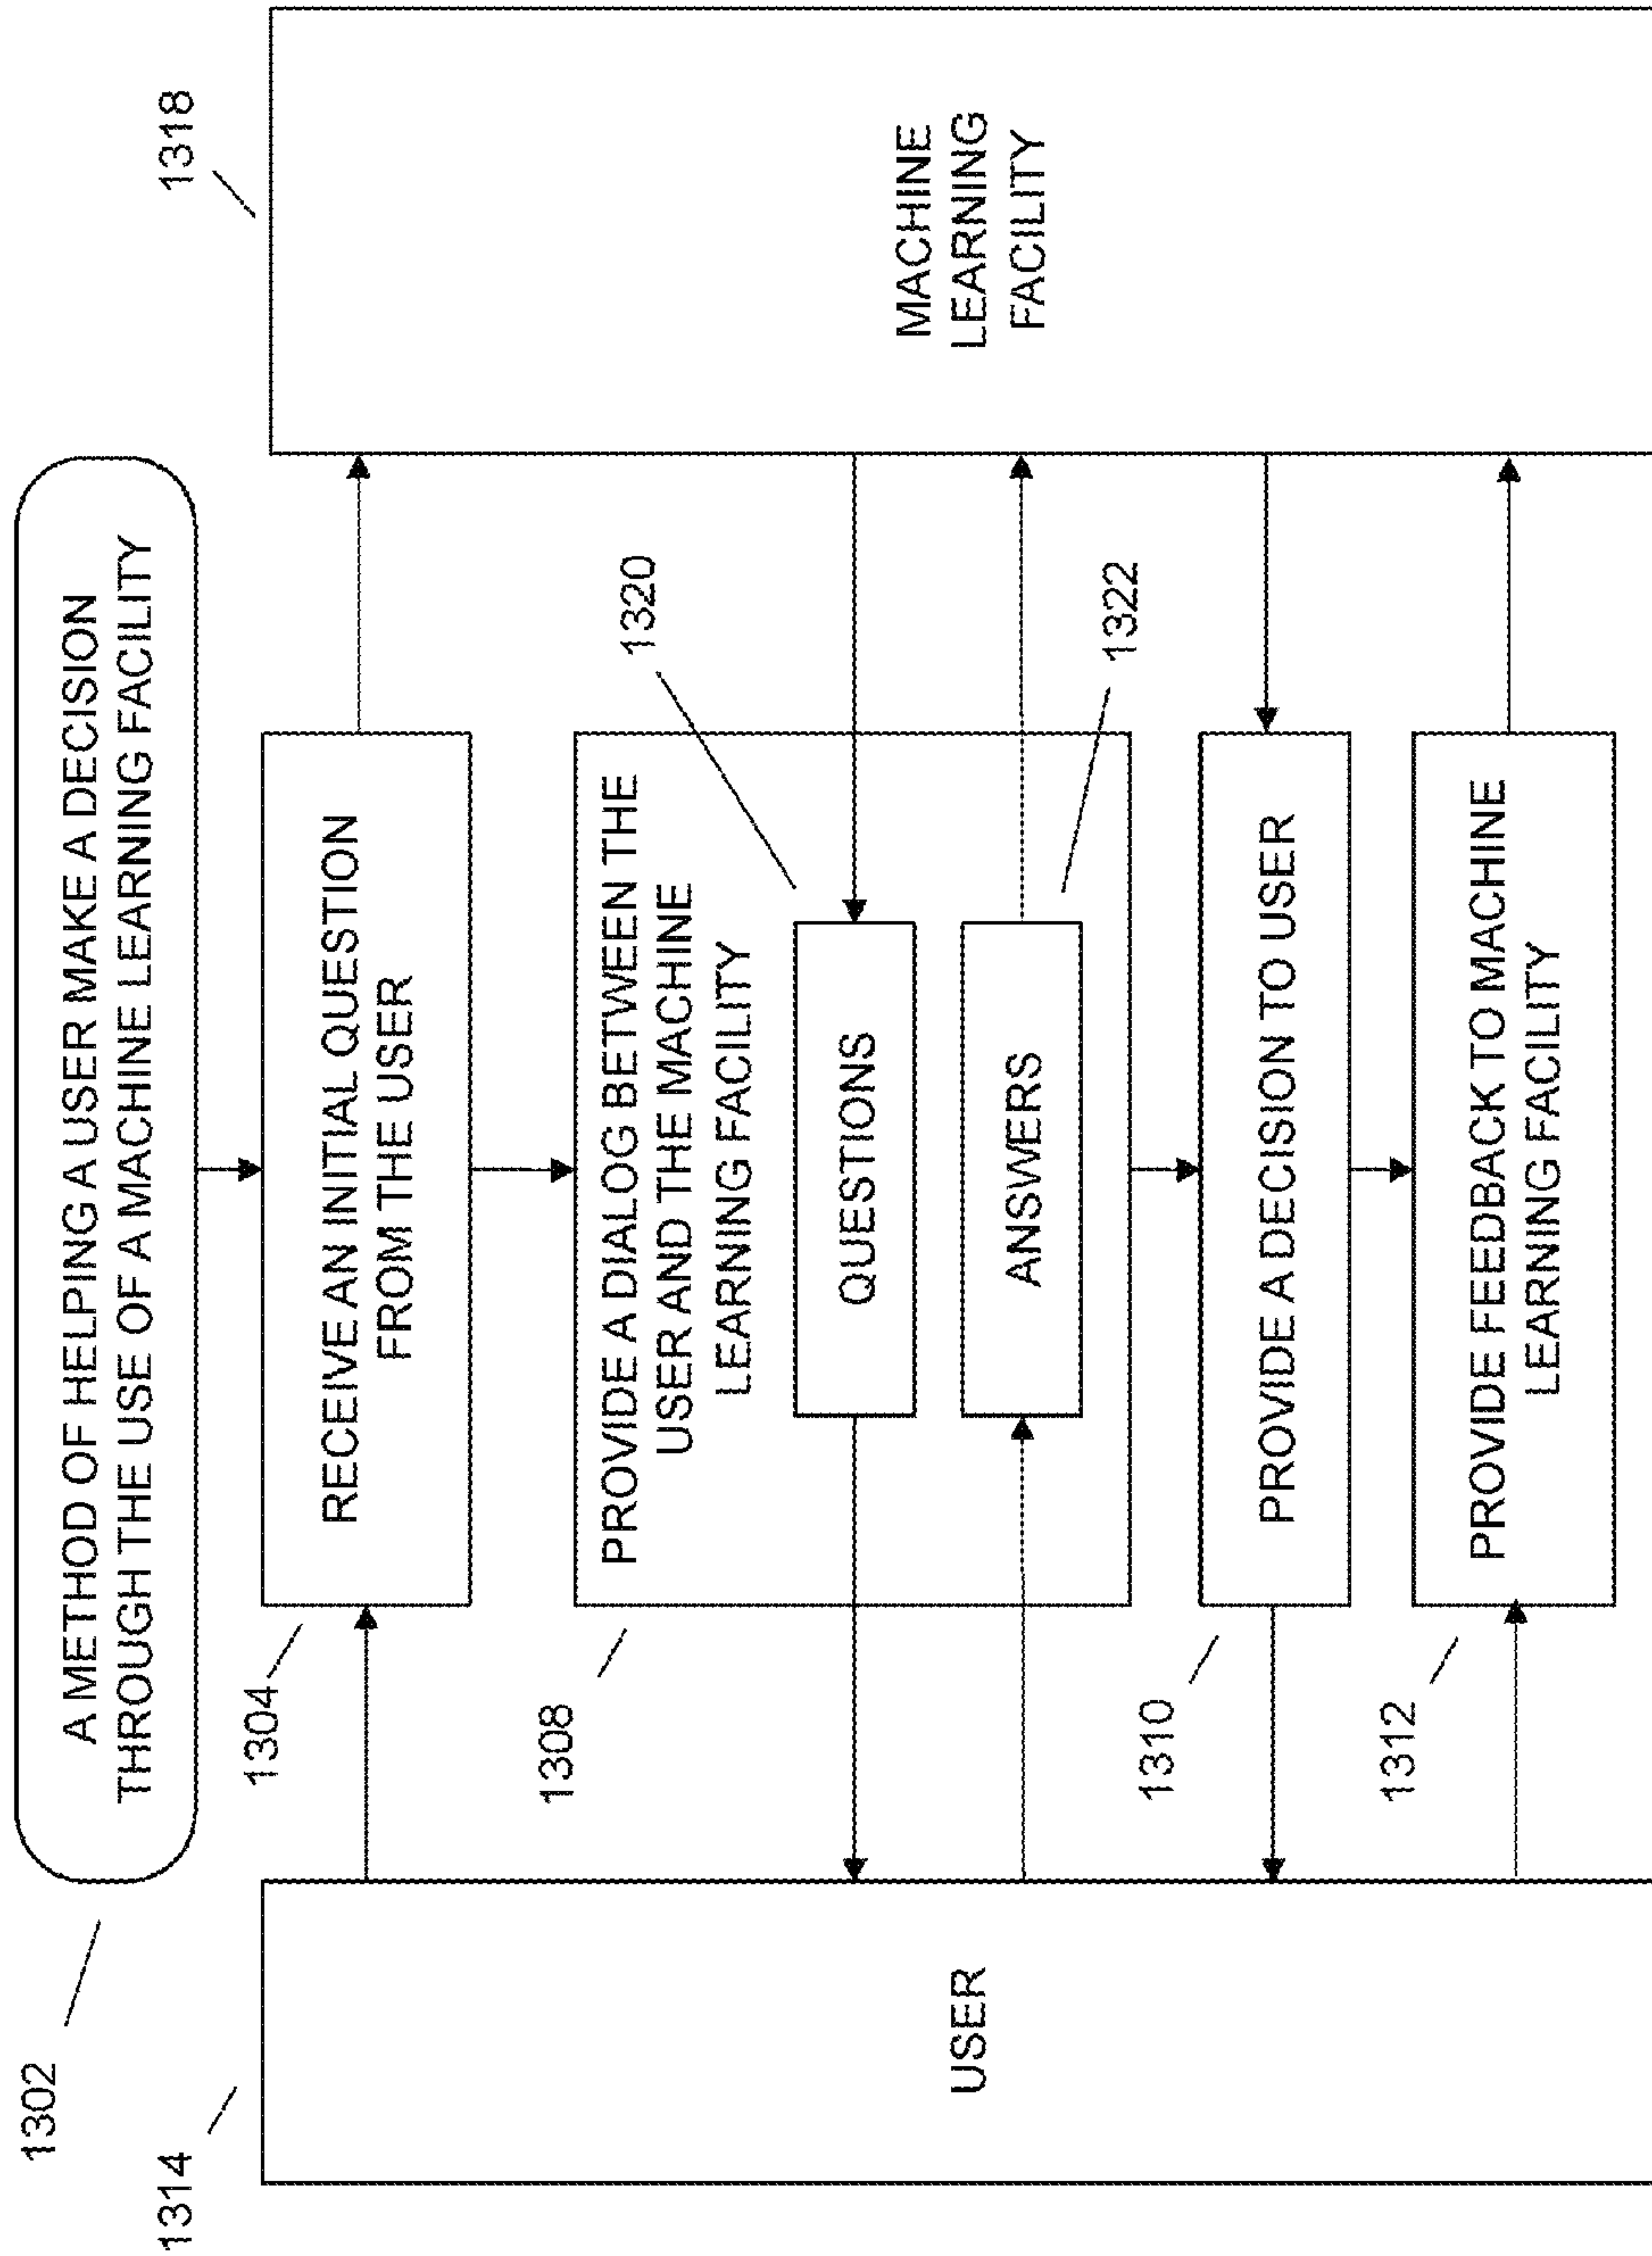 1302
A METHOD OF HELPING A USER MAKE A DECISION
THROUGH THE USE OF A MACHINE LEARNING FACILITY
1314
USER
1304
RECEIVE AN INITIAL QUESTION
FROM THE USER
1308
PROVIDE A DIALOG BETWEEN THE
USER AND THE MACHINE
LEARNING FACILITY
1320
QUESTIONS
ANSWERS
1322
1310
PROVIDE A DECISION TO USER
1312
PROVIDE FEEDBACK TO MACHINE
LEARNING FACILITY
1318
MACHINE
LEARNING
FACILITY